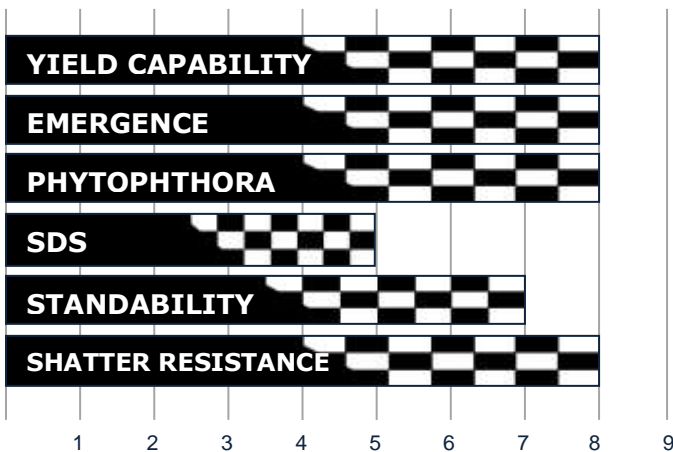 YIELD CAPABILITY
EMERGENCE
PHYTOPHTHORA
SDS
STANDABILITY
SHATTER RESISTANCE
1 2 3 4 5 6 7 8 9